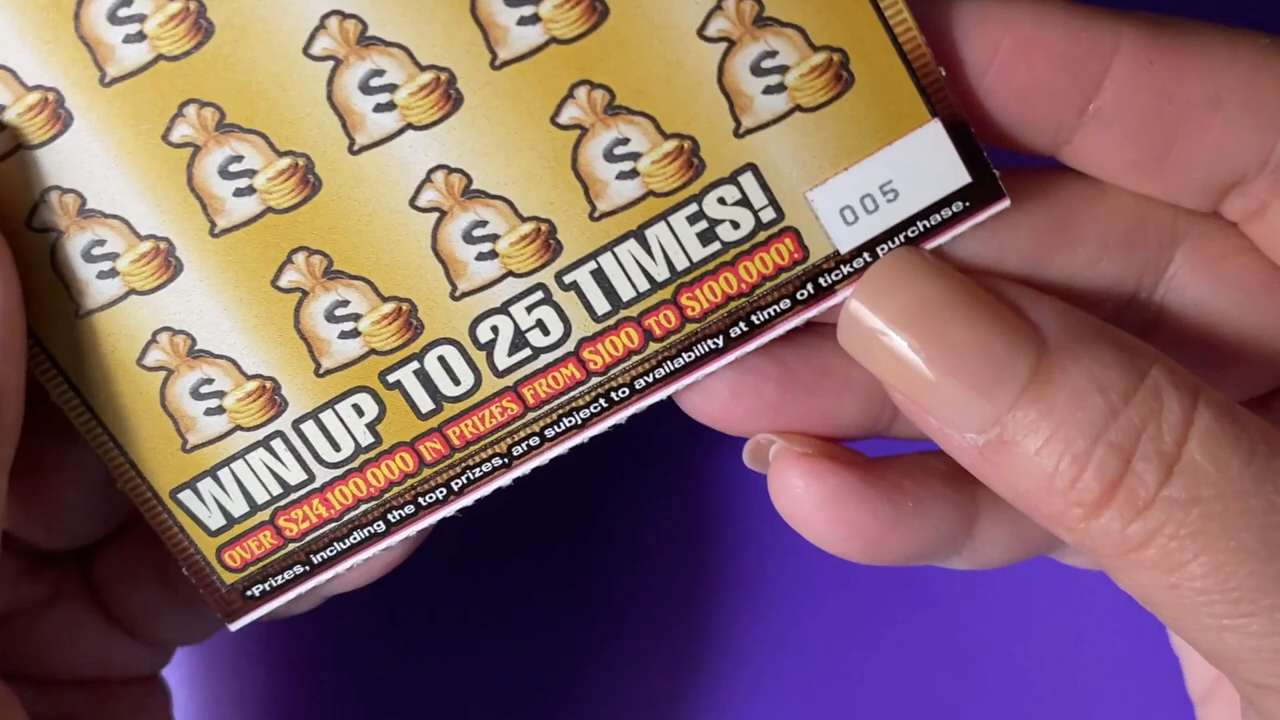 $ $ $ $
$ $ $
$ $ $
$
005
WIN UP TO 25 TIMES!
OVER $214,100,000 IN PRIZES FROM $100 TO $100,000!
*Prizes, including the top prizes, are subject to availability at time of ticket purchase.